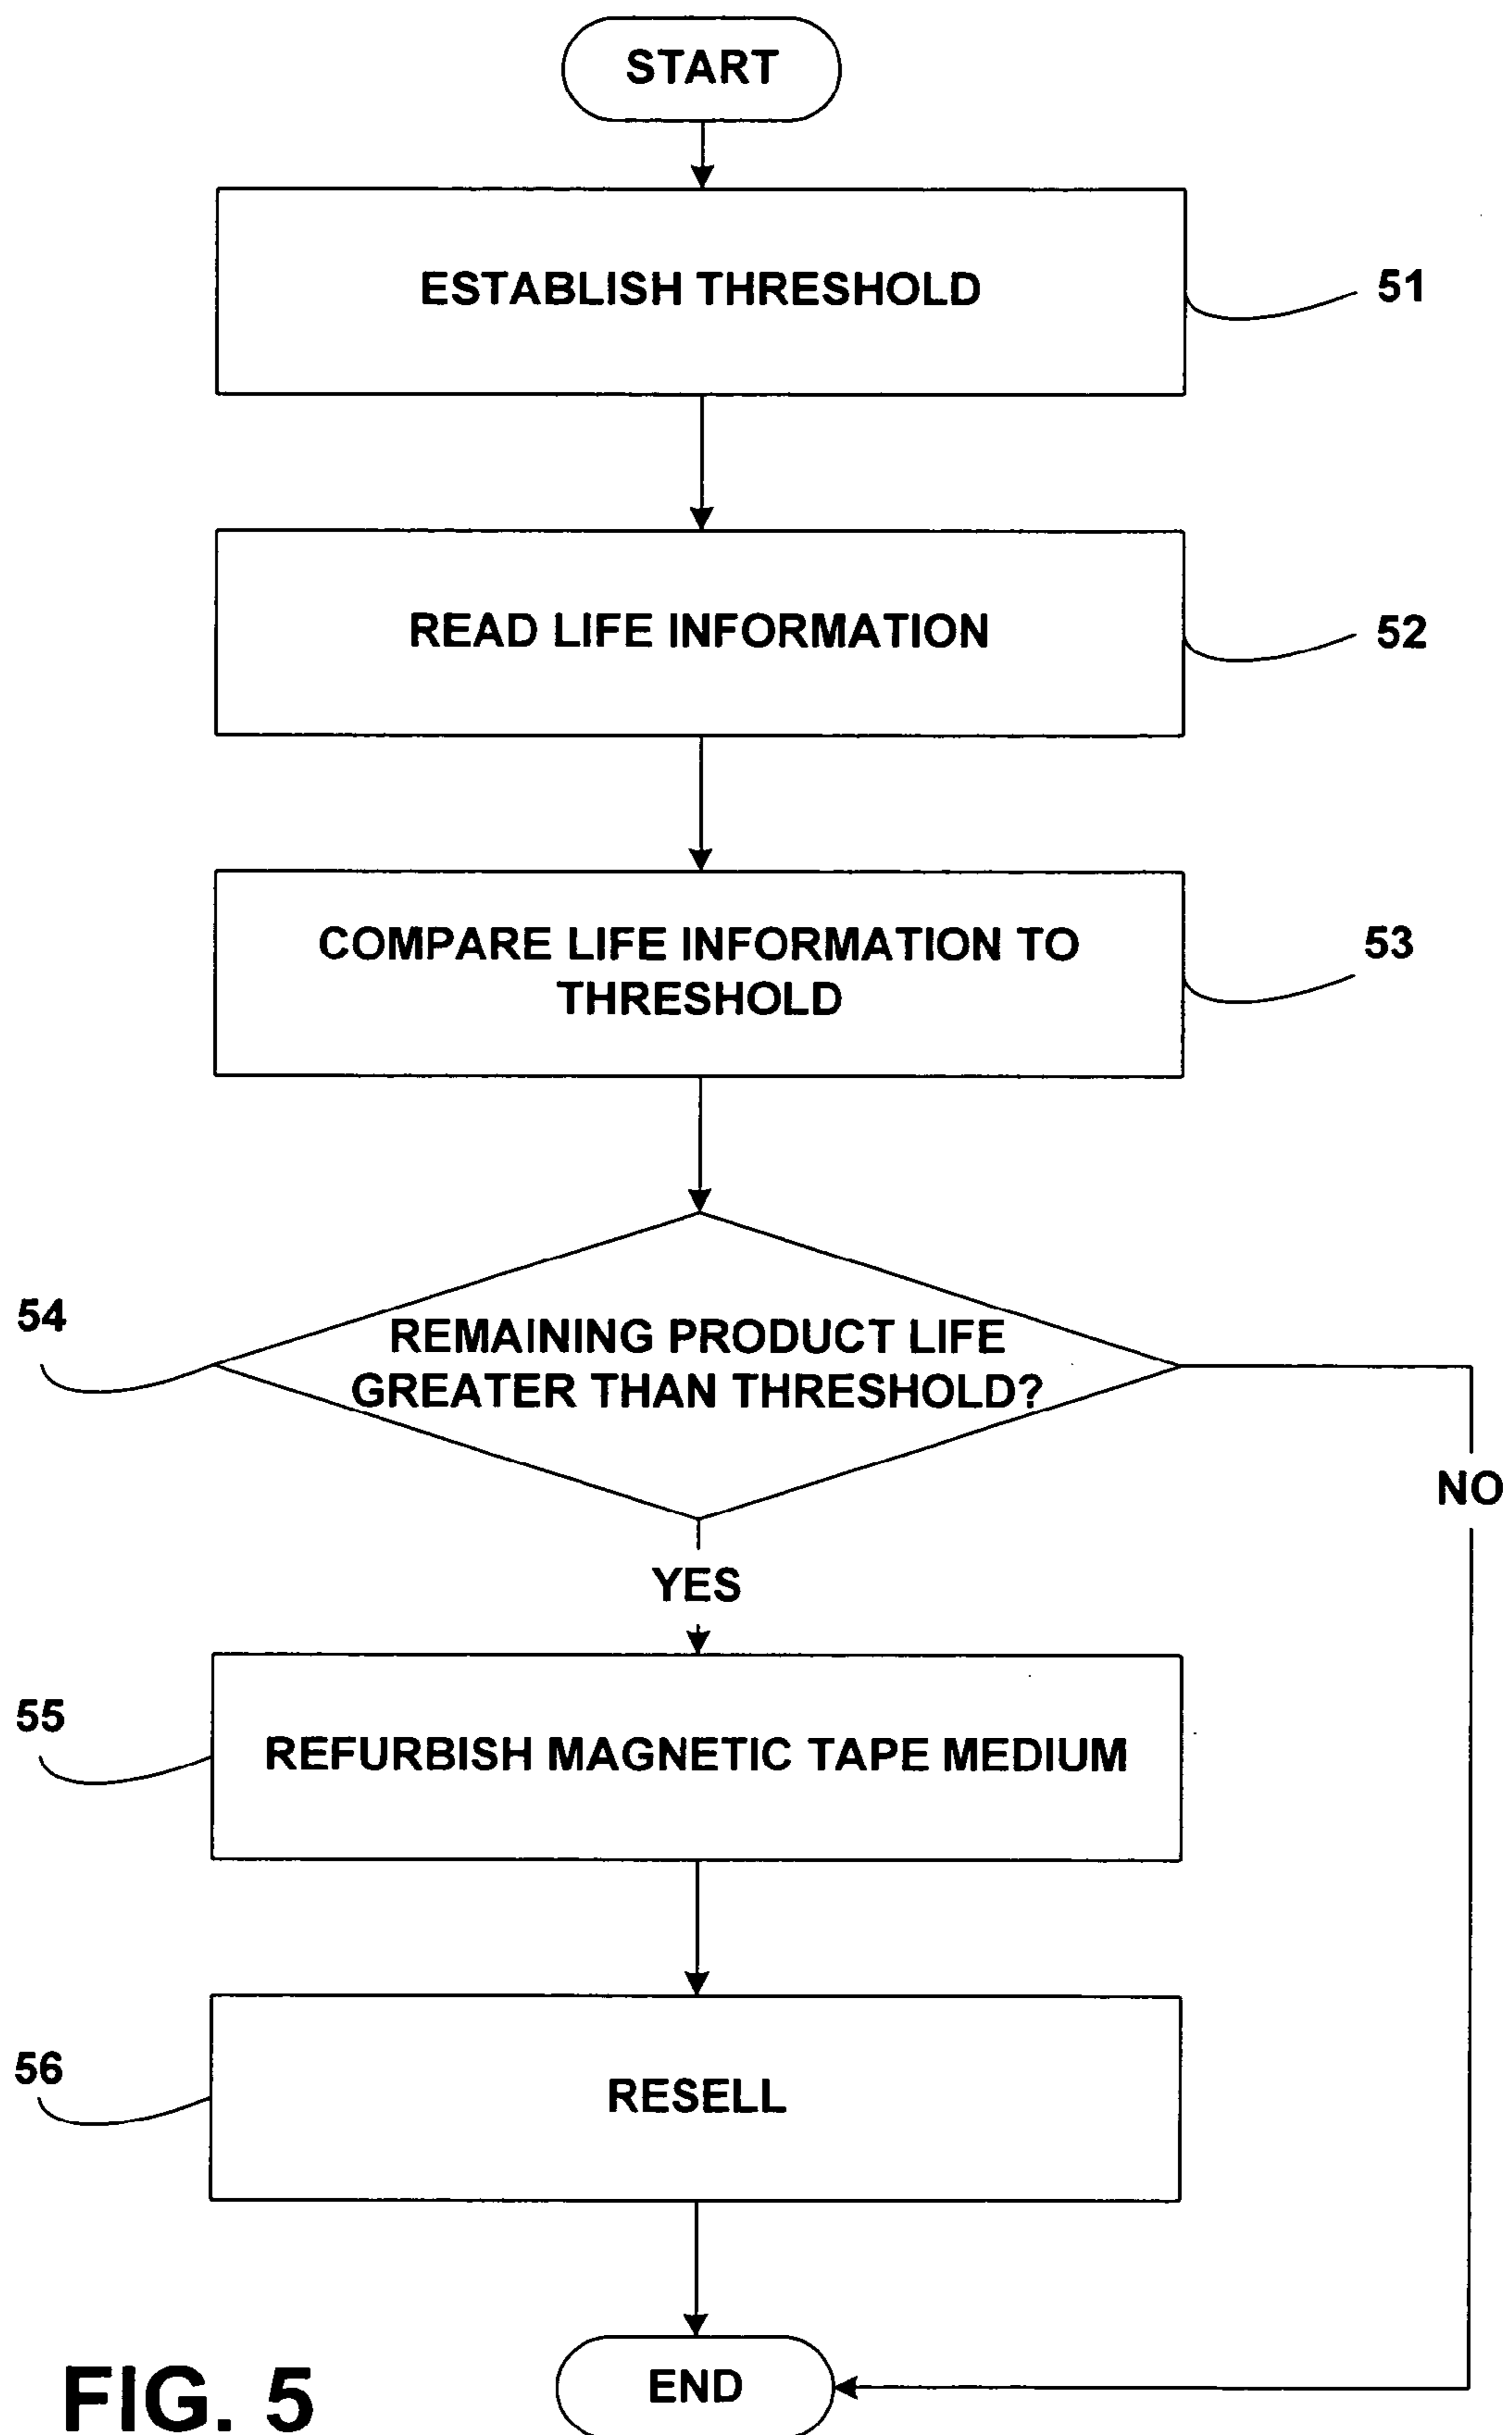 START
ESTABLISH THRESHOLD
51
READ LIFE INFORMATION
52
COMPARE LIFE INFORMATION TO
THRESHOLD
53
54
REMAINING PRODUCT LIFE
GREATER THAN THRESHOLD?
NO
YES
55
REFURBISH MAGNETIC TAPE MEDIUM
56
RESELL
END
FIG. 5